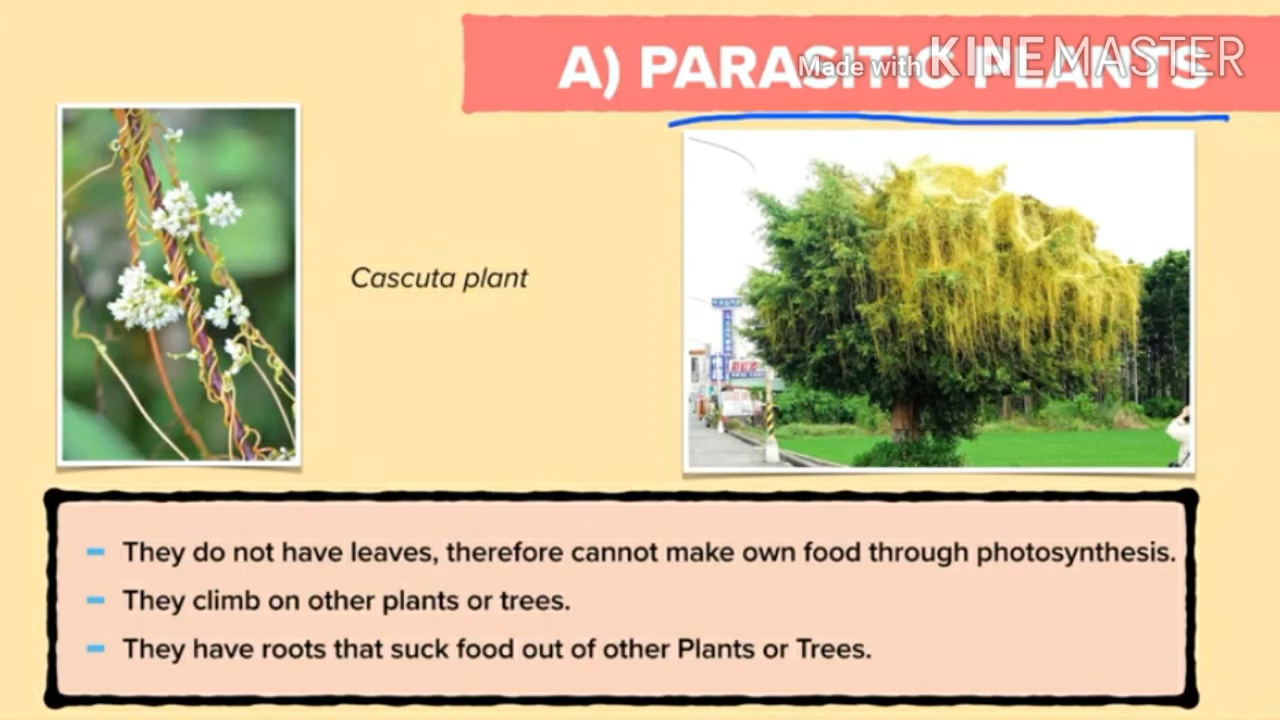 A) PARASITIC PLANTS
Made with KINEMASTER
Cascuta plant
They do not have leaves, therefore cannot make own food through photosynthesis.
They climb on other plants or trees.
They have roots that suck food out of other Plants or Trees.